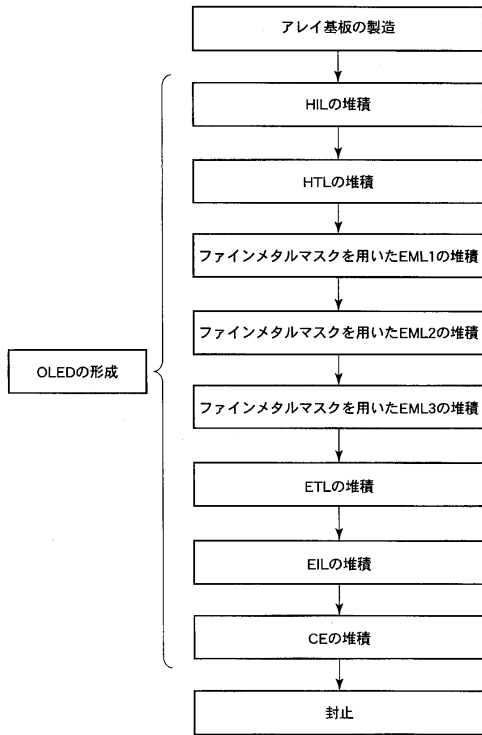 アレイ基板の製造
HILの堆積
HTLの堆積
ファインメタルマスクを用いたEML1の堆積
ファインメタルマスクを用いたEML2の堆積
OLEDの形成
ファインメタルマスクを用いたEML3の堆積
ETLの堆積
EILの堆積
CEの堆積
封止